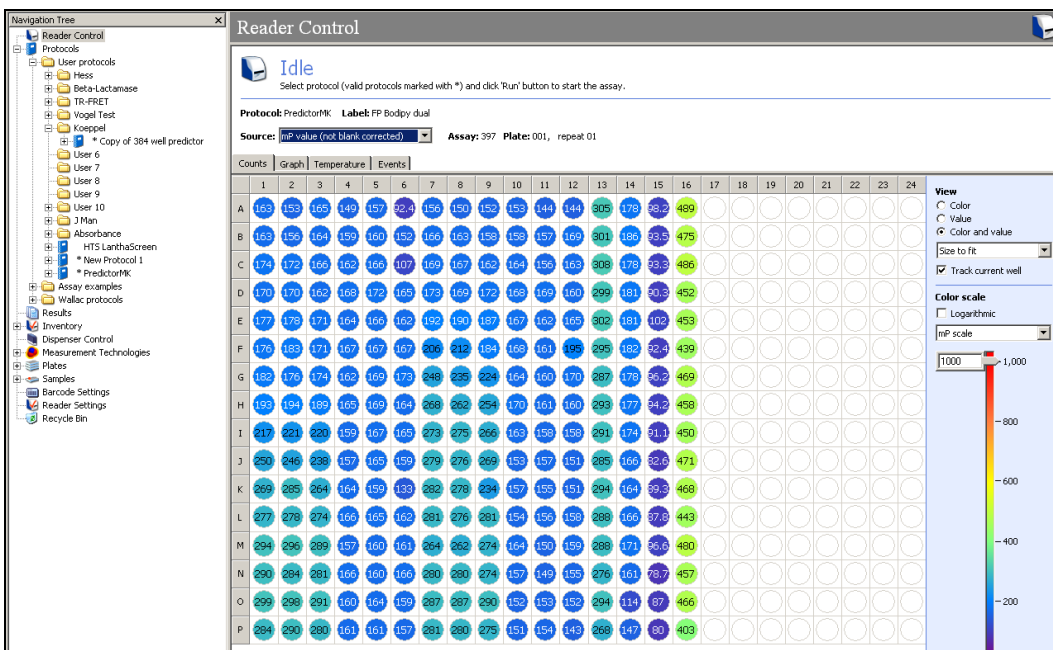 Navigation Tree x
Reader Control
Protocols
User protocols
Hess
Beta-Lactamase
TR-FRET
Vogel Test
Koeppel
* Copy of 384 well predictor
User 6
User 7
User 8
User 9
User 10
J Man
Absorbance
HTS LanthaScreen
* New Protocol 1
* PredictorMK
Assay examples
Wallac protocols
Results
Inventory
Dispenser Control
Measurement Technologies
Plates
Samples
Barcode Settings
Reader Settings
Recycle Bin
Reader Control
Idle
Select protocol (valid protocols marked with *) and click 'Run' button to start the assay.
Protocol: PredictorMK Label: FP Bodipy dual
Source: mP value (not blank corrected) Assay: 397 Plate: 001, repeat 01
Counts Graph Temperature Events
1 2 3 4 5 6 7 8 9 10 11 12 13 14 15 16 17 18 19 20 21 22 23 24
A 163 153 165 149 157 92.4 156 150 152 153 144 144 305 178 98.2 489
B 163 156 164 159 160 152 166 163 158 158 157 169 301 186 93.5 475
C 174 172 166 162 166 107 169 167 162 164 156 163 308 178 93.3 486
D 170 170 162 168 172 165 173 169 172 168 169 160 299 181 90.3 452
E 177 178 171 164 166 162 192 190 187 167 162 165 302 181 102 453
F 176 183 171 167 167 167 206 212 184 168 161 195 295 182 92.4 439
G 182 176 174 162 169 173 248 235 224 164 160 170 287 178 96.2 469
H 193 194 189 165 169 164 268 262 254 170 161 160 293 177 94.2 458
I 217 221 220 159 167 165 273 275 266 163 158 158 291 174 91.1 450
J 250 246 238 157 165 159 279 276 269 153 157 151 285 166 82.6 471
K 269 285 264 164 159 133 282 278 234 157 155 151 294 164 89.3 468
L 277 278 274 166 165 162 281 276 281 154 156 158 288 166 87.8 443
M 294 296 289 157 160 161 264 262 274 164 150 159 288 171 96.6 480
N 290 284 281 166 160 166 280 280 274 157 149 155 276 161 78.7 457
O 299 298 291 160 164 159 287 287 290 152 153 152 294 114 87 466
P 284 290 280 161 161 157 281 280 275 151 154 143 268 147 80 403
View
Color
Value
Color and value
Size to fit
Track current well
Color scale
Logarithmic
mP scale
1000 1,000
800
600
400
200